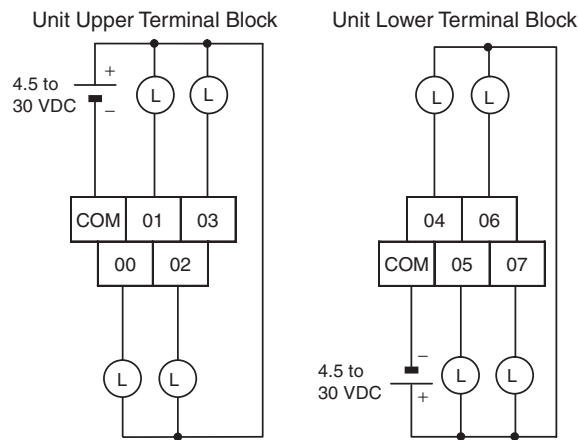 Unit Upper Terminal Block
4.5 to
30 VDC
+
−
L
L
COM 01 03
00 02
L
L
Unit Lower Terminal Block
L
L
04 06
COM 05 07
4.5 to
30 VDC
−
+
L
L